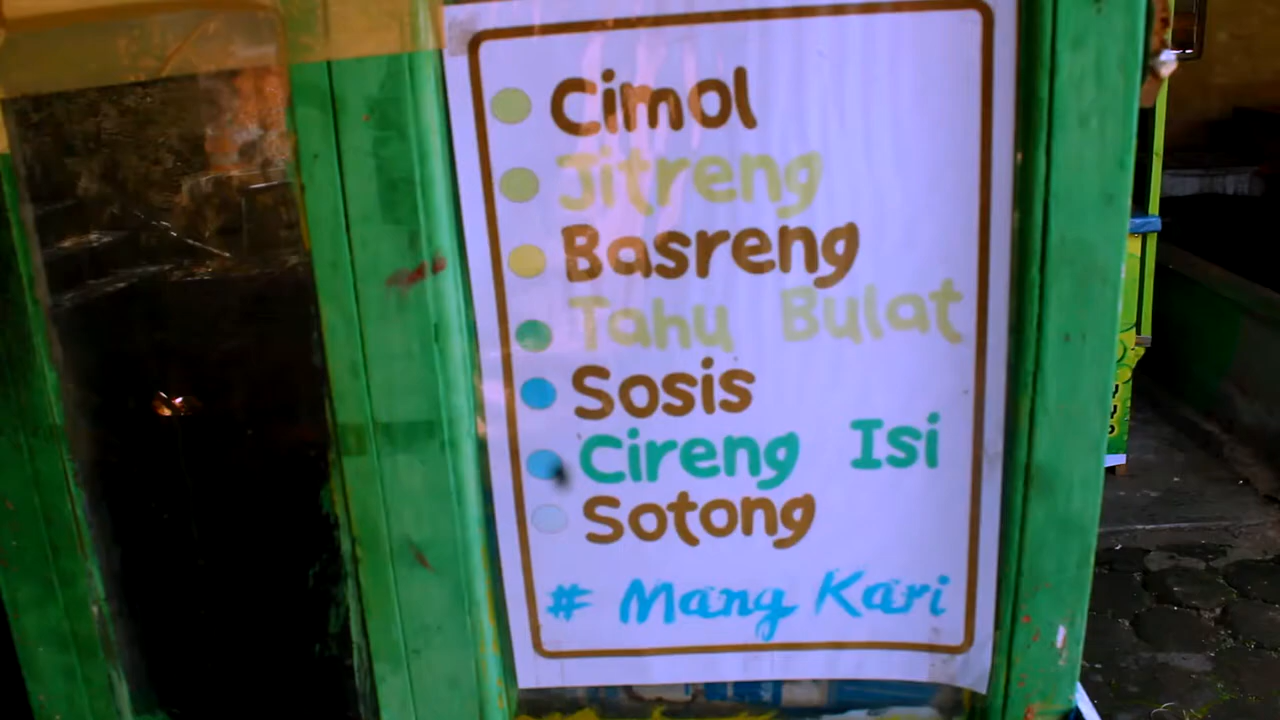 Cimol
Jitreng
Basreng
Tahu Bulat
Sosis
Cireng Isi
Sotong
# Mang Kari